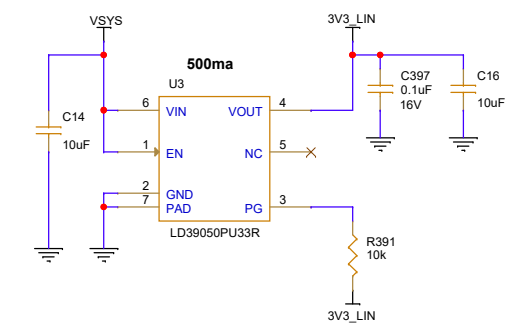 VSYS
3V3_LIN
500ma
U3
C14
10uF
6
VIN
VOUT
4
1
EN
NC
5
2
GND
7
PAD
PG
3
LD39050PU33R
C397
0.1uF
16V
C16
10uF
R391
10k
3V3_LIN